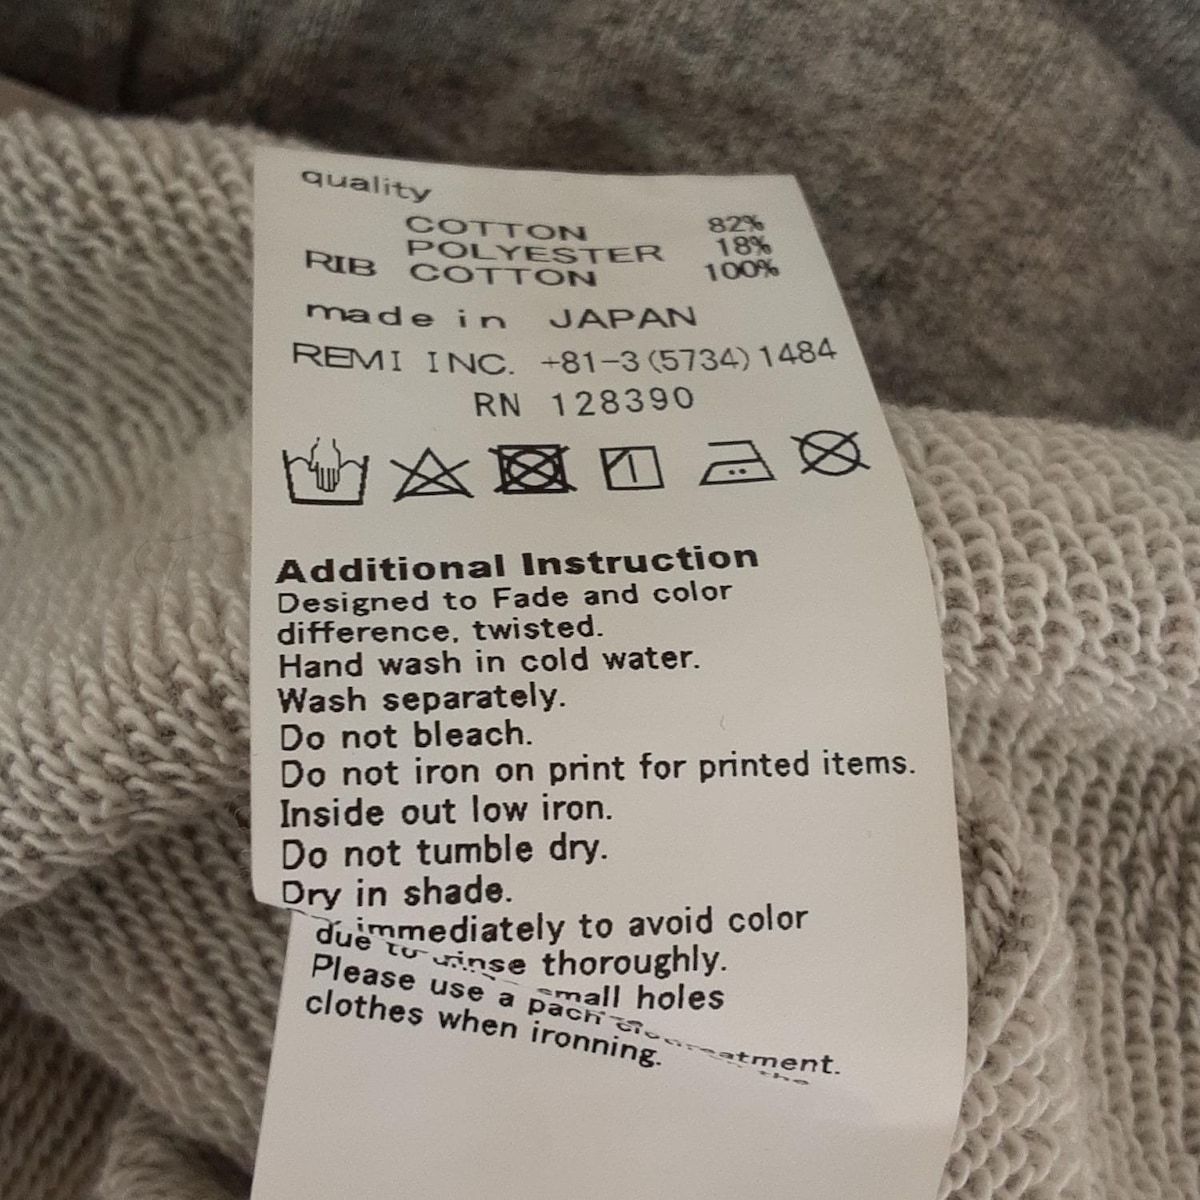 quality
COTTON 82%
POLYESTER 18%
RIB COTTON 100%
made in JAPAN
REMI INC. +81-3(5734)1484
RN 128390
Additional Instruction
Designed to Fade and color
difference, twisted.
Hand wash in cold water.
Wash separately.
Do not bleach.
Do not iron on print for printed items.
Inside out low iron.
Do not tumble dry.
Dry in shade.
immediately to avoid color
due to
rinse thoroughly.
small holes
Please use a
clothes when ironning.